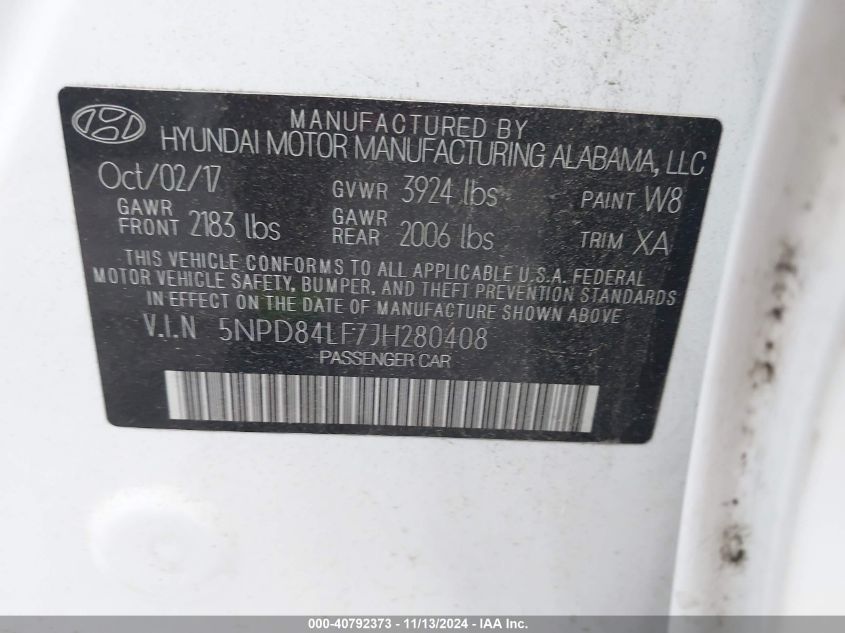 MANUFACTURED BY
HYUNDAI MOTOR MANUFACTURING ALABAMA, LLC
Oct/02/17 GVWR 3924 lbs PAINT W8
GAWR FRONT 2183 lbs GAWR REAR 2006 lbs TRIM XA
THIS VEHICLE CONFORMS TO ALL APPLICABLE U.S.A. FEDERAL
MOTOR VEHICLE SAFETY, BUMPER, AND THEFT PREVENTION STANDARDS
IN EFFECT ON THE DATE OF MANUFACTURE SHOWN ABOVE.
V.I.N 5NPD84LF7JH280408
PASSENGER CAR
000-40792373 - 11/13/2024 - IMP3.ZONE